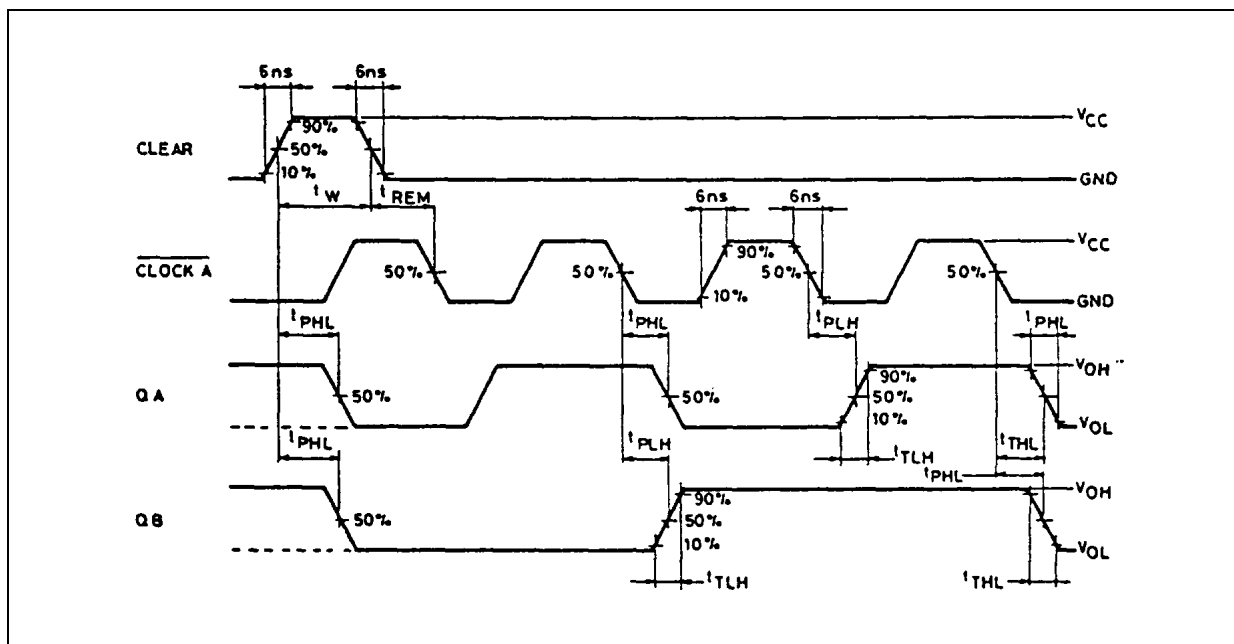 6ns 6ns
CLEAR 90% 50% 10% VCC GND
tW tREM
6ns 6ns
CLOCK A 50% 50% 90% 10% 50% 50% VCC GND
tPHL tPHL tPLH tPHL
QA 50% 50% 90% 50% 10% VOH VOL
tPHL tPLH tTLH tTHL
tPHL
QB 50% 90% 50% 10% VOH VOL
tTLH tTHL